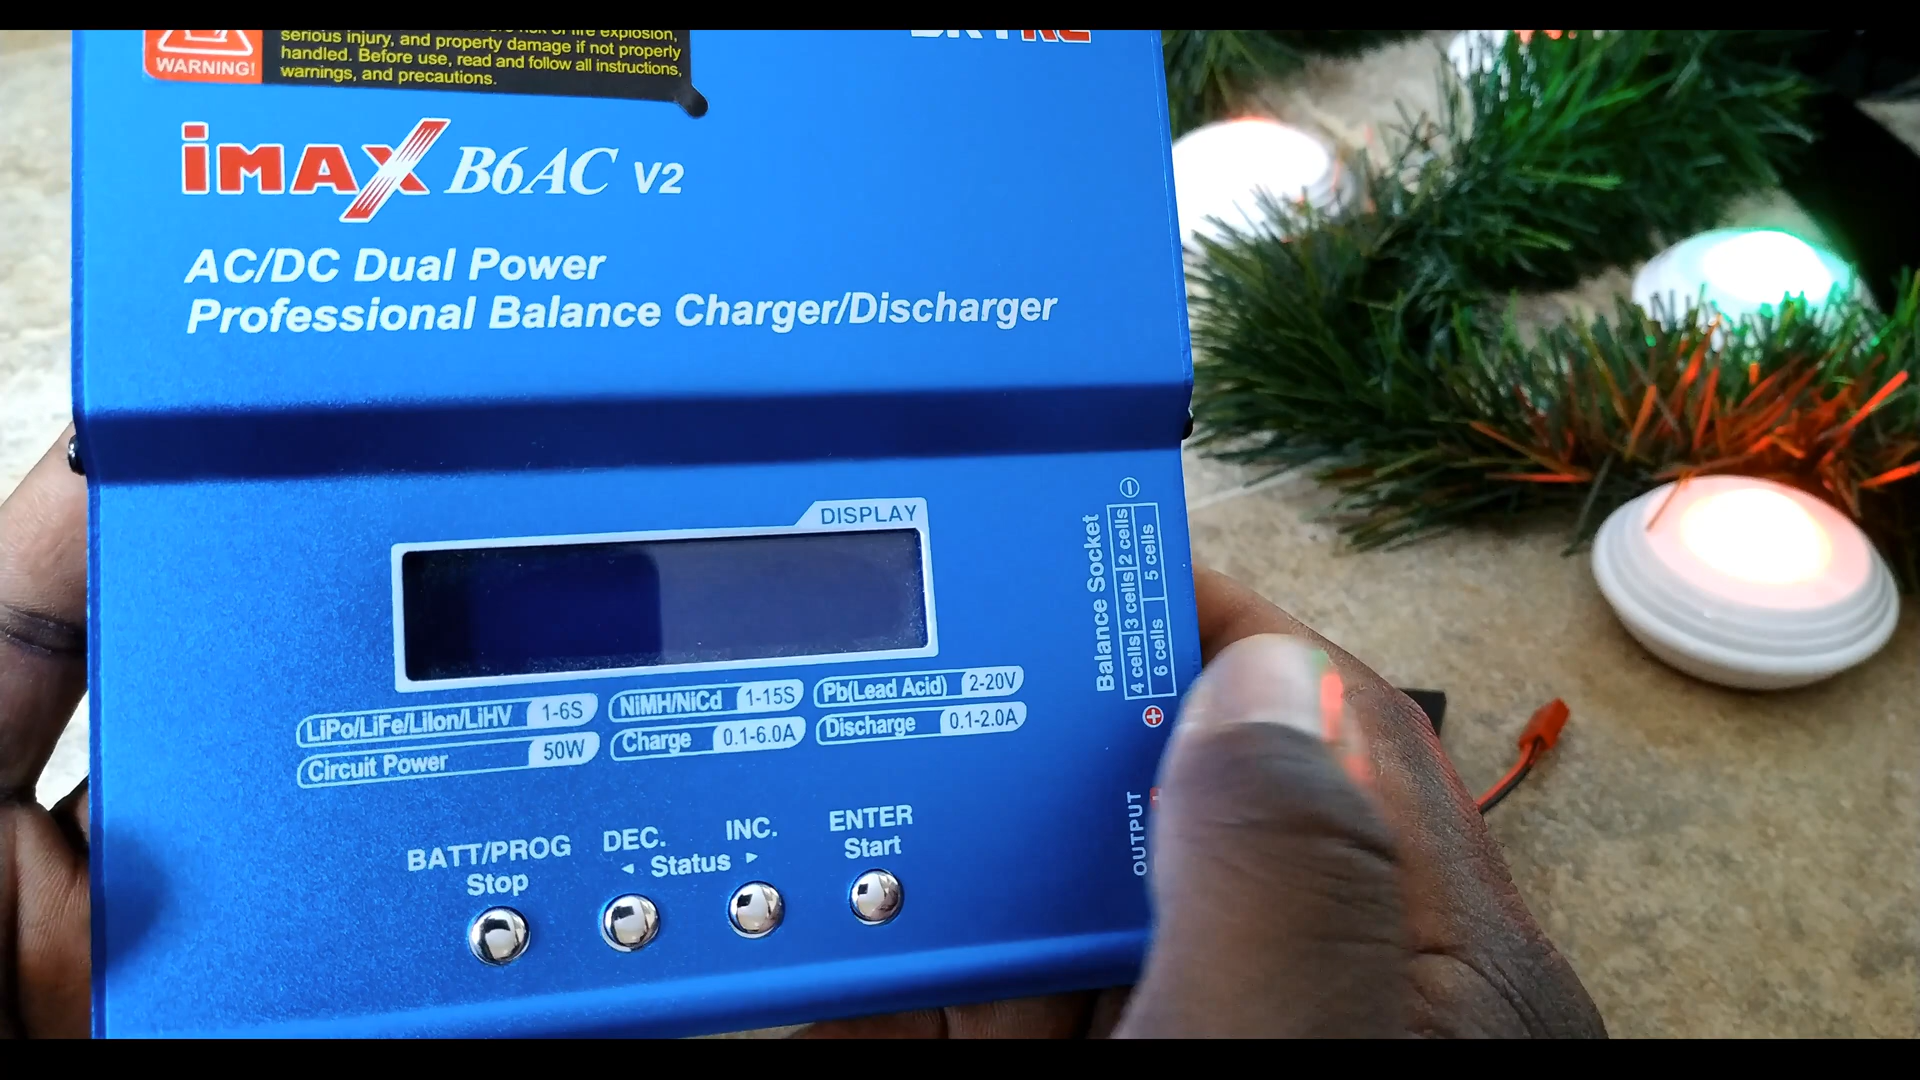 serious injury, and property damage if not properly
handled. Before use, read and follow all instructions,
warnings, and precautions.
WARNING!
iMAX B6AC V2
AC/DC Dual Power
Professional Balance Charger/Discharger
DISPLAY
LiPo/LiFe/LiIon/LiHV 1-6S
NiMH/NiCd 1-15S
Pb(Lead Acid) 2-20V
Circuit Power 50W
Charge 0.1-6.0A
Discharge 0.1-2.0A
Balance Socket
4 cells 3 cells 2 cells
6 cells 5 cells
OUTPUT
BATT/PROG
Stop
DEC.
INC.
Status
ENTER
Start